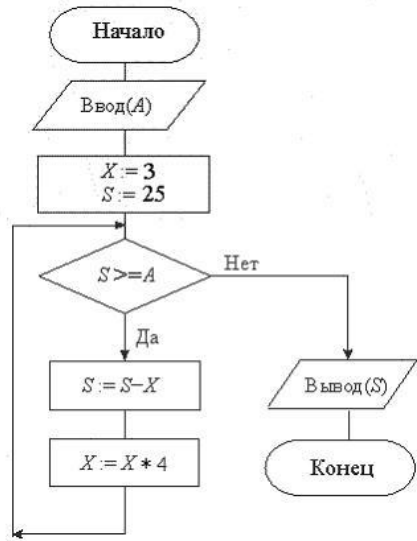 Начало
Ввод(A)
X := 3
S := 25
S >= A
Нет
Да
S := S−X
X := X * 4
Вывод(S)
Конец